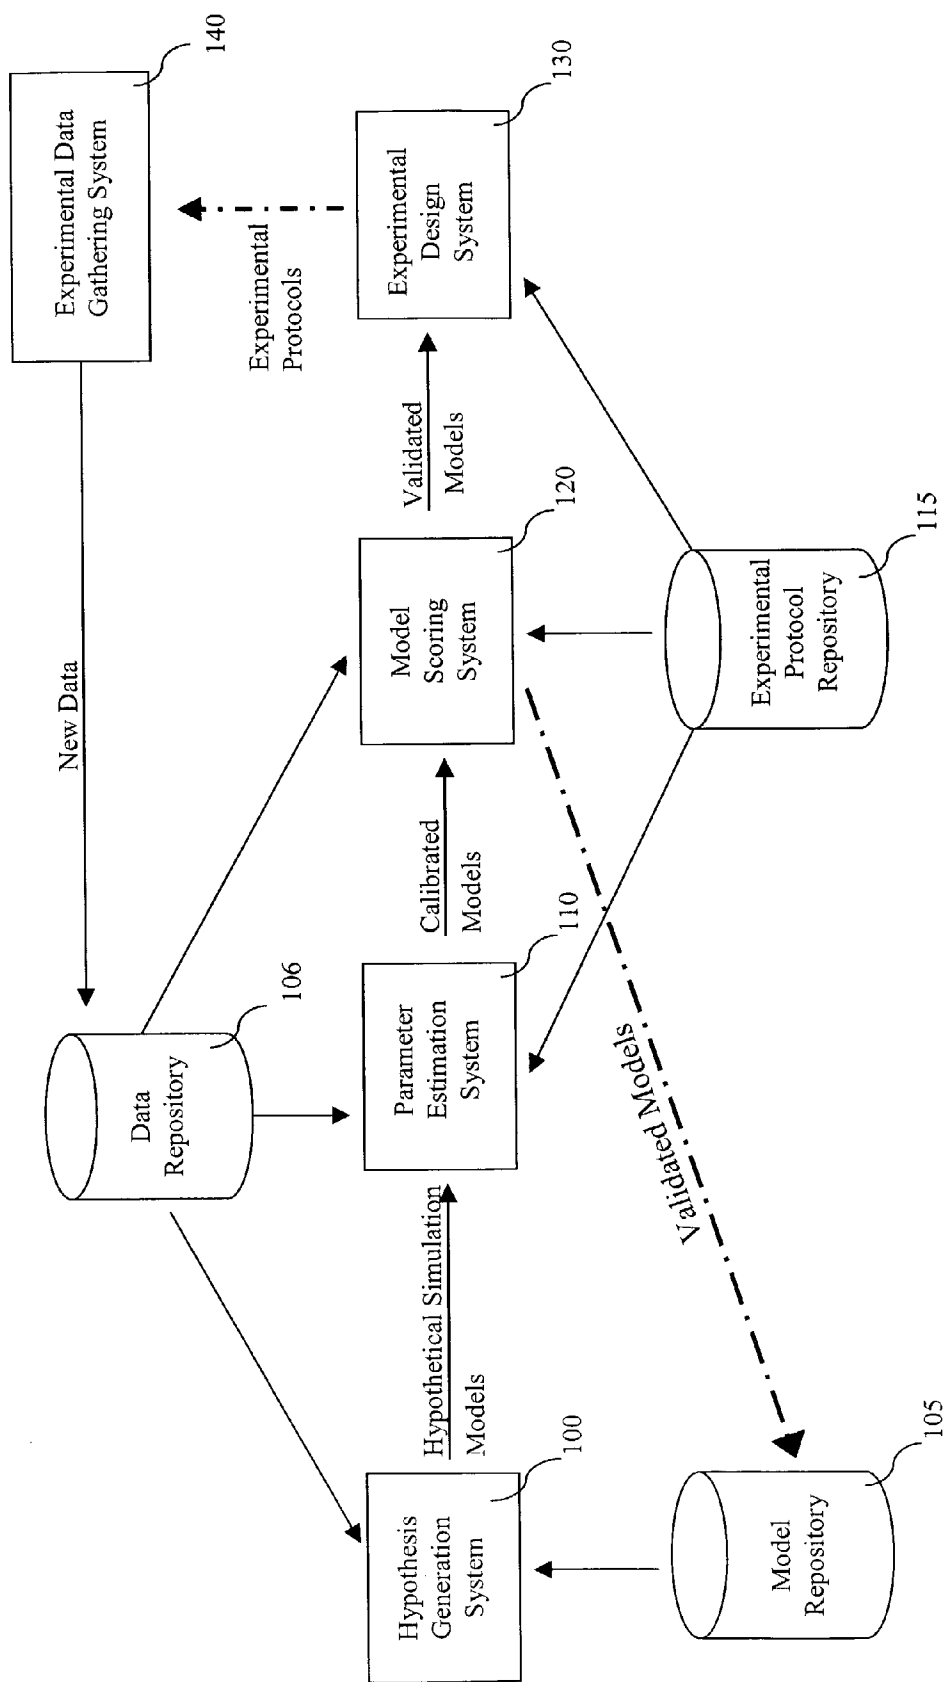 Experimental Data
Gathering System
140
New Data
Data
Repository
106
Experimental
Protocols
Hypothesis
Generation
System
100
Hypothetical Simulation
Models
Parameter
Estimation
System
110
Calibrated
Models
Model
Scoring
System
120
Validated
Models
Experimental
Design
System
130
Validated Models
Model
Repository
105
Experimental
Protocol
Repository
115